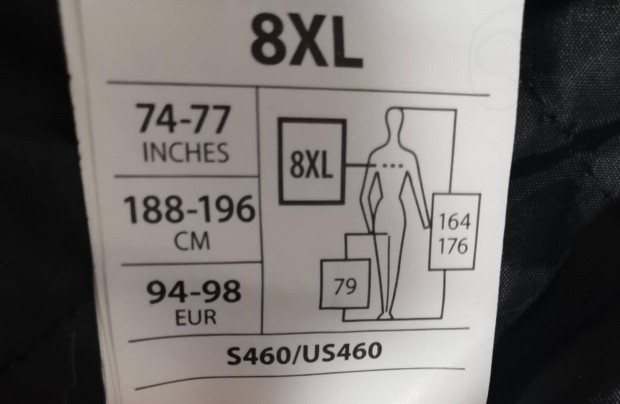 8XL
74-77
INCHES
188-196
CM
94-98
EUR
8XL
164
176
79
S460/US460